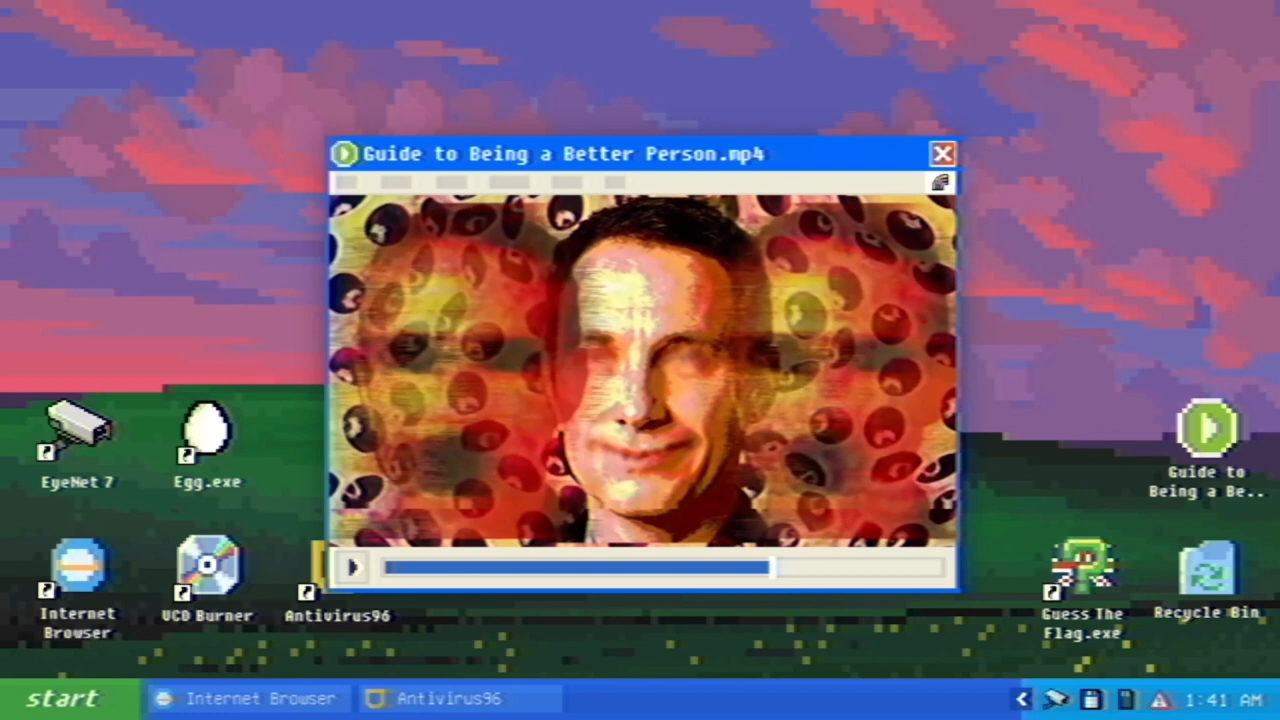 Guide to Being a Better Person.mp4
EyeNet 7
Egg.exe
Guide to
Being a Be..
Internet
Browser
VCD Burner
Antivirus96
Guess The
Flag.exe
Recycle Bin
start
Internet Browser
Antivirus96
1:41 AM